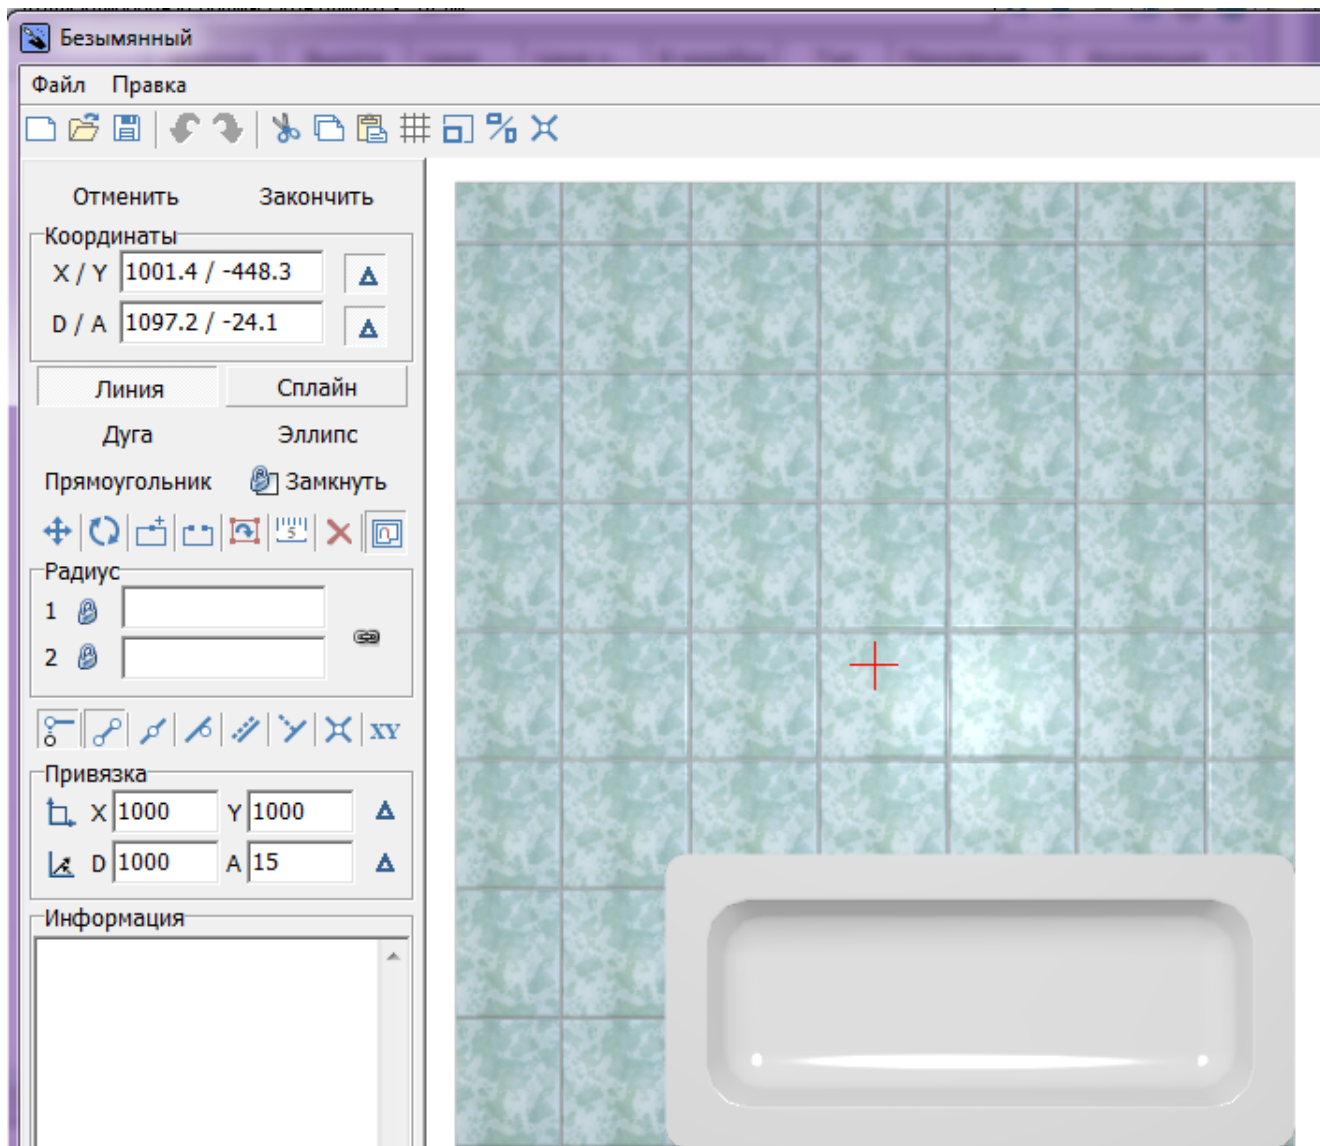 Безымянный
Файл Правка
Отменить Закончить
Координаты
X / Y 1001.4 / -448.3
D / A 1097.2 / -24.1
Линия Сплайн
Дуга Эллипс
Прямоугольник Замкнуть
5
Радиус
1
2
XY
Привязка
X 1000 Y 1000
D 1000 A 15
Информация